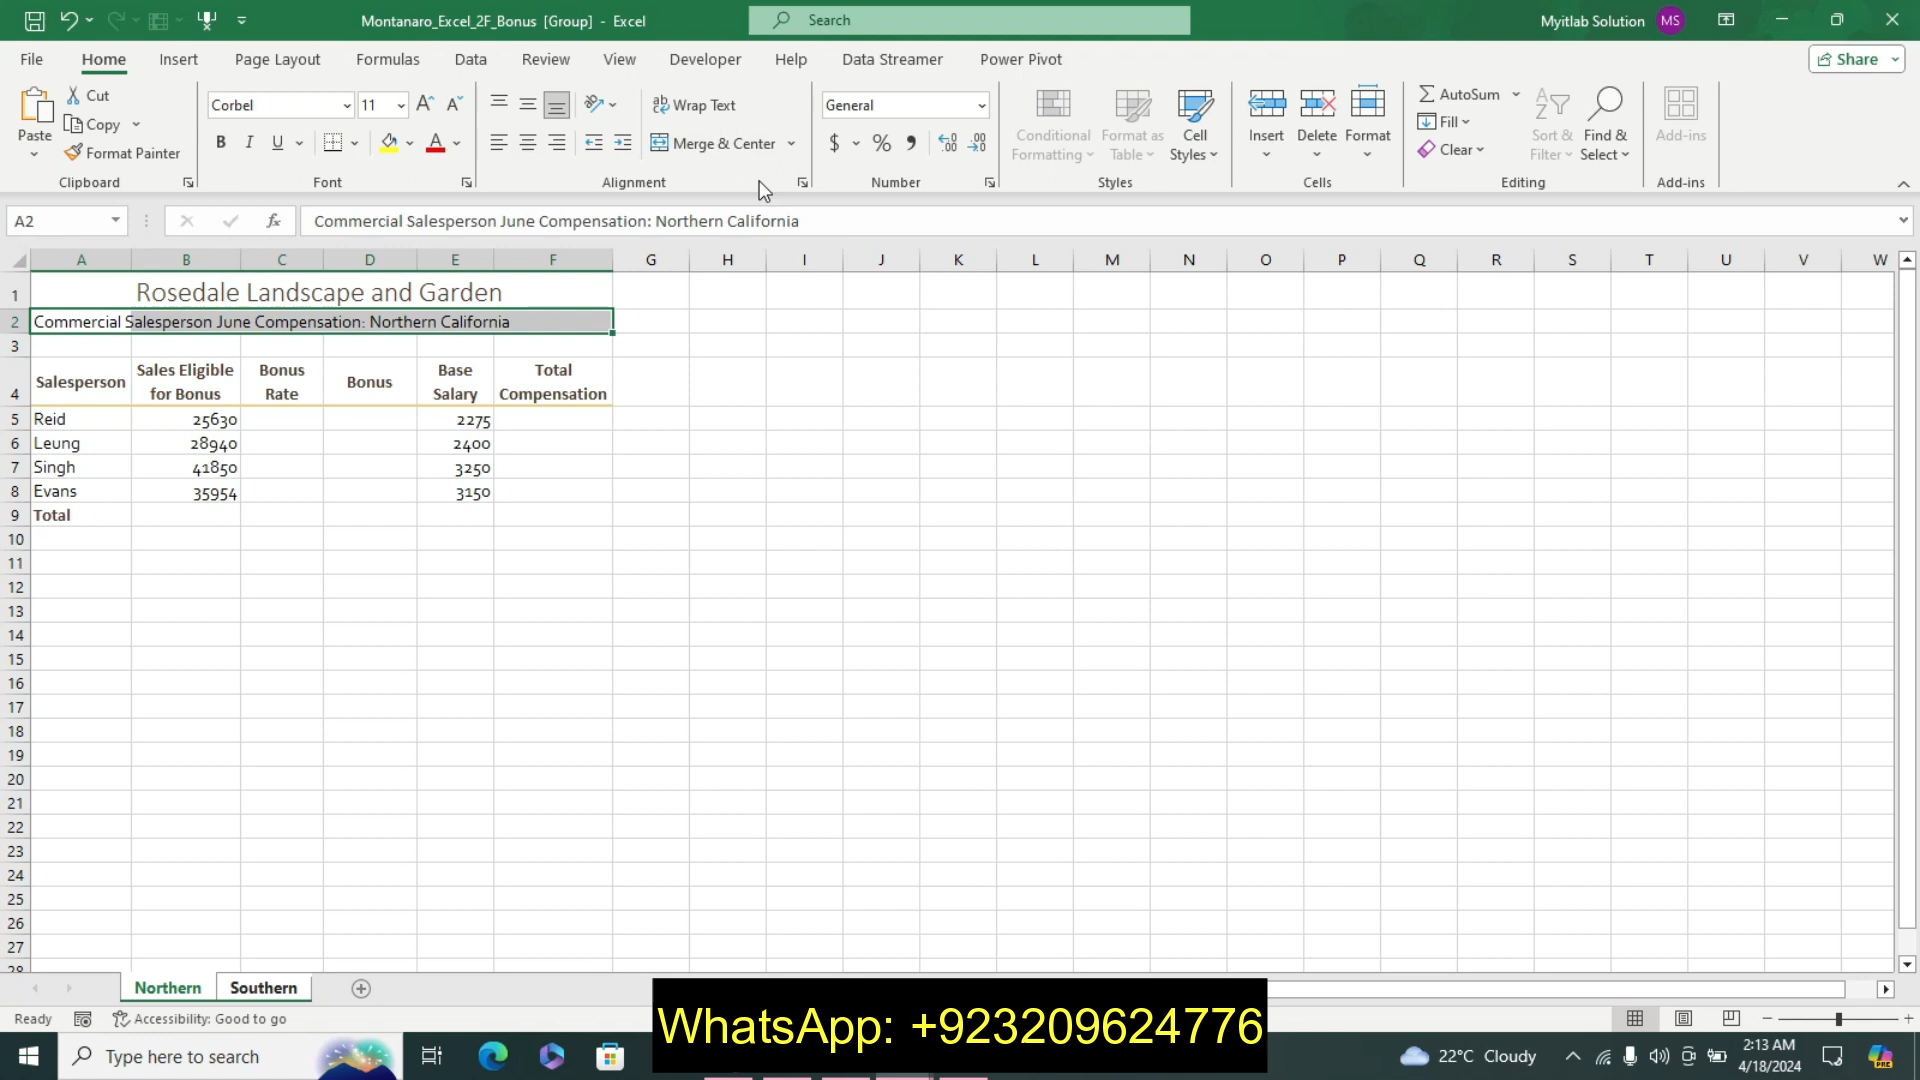 Montanaro_Excel_2F_Bonus [Group] - Excel
Search
Myitlab Solution
MS
File Home Insert Page Layout Formulas Data Review View Developer Help Data Streamer Power Pivot
Share
Paste
Cut
Copy
Format Painter
Clipboard
Corbel
11
B I U
A
Font
Wrap Text
Merge & Center
Alignment
General
$ % ,
Number
Conditional Formatting
Format as Table
Cell Styles
Styles
Insert
Delete
Format
Cells
AutoSum
Fill
Clear
Sort & Filter
Find & Select
Editing
Add-ins
Add-ins
A2
fx
Commercial Salesperson June Compensation: Northern California
A B C D E F G H I J K L M N O P Q R S T U V W
1 Rosedale Landscape and Garden
2 Commercial Salesperson June Compensation: Northern California
3
4 Salesperson Sales Eligible for Bonus Bonus Rate Bonus Base Salary Total Compensation
5 Reid 25630 2275
6 Leung 28940 2400
7 Singh 41850 3250
8 Evans 35954 3150
9 Total
10
11
12
13
14
15
16
17
18
19
20
21
22
23
24
25
26
27
28
Northern Southern
Ready
Accessibility: Good to go
WhatsApp: +923209624776
Type here to search
22°C Cloudy
2:13 AM
4/18/2024